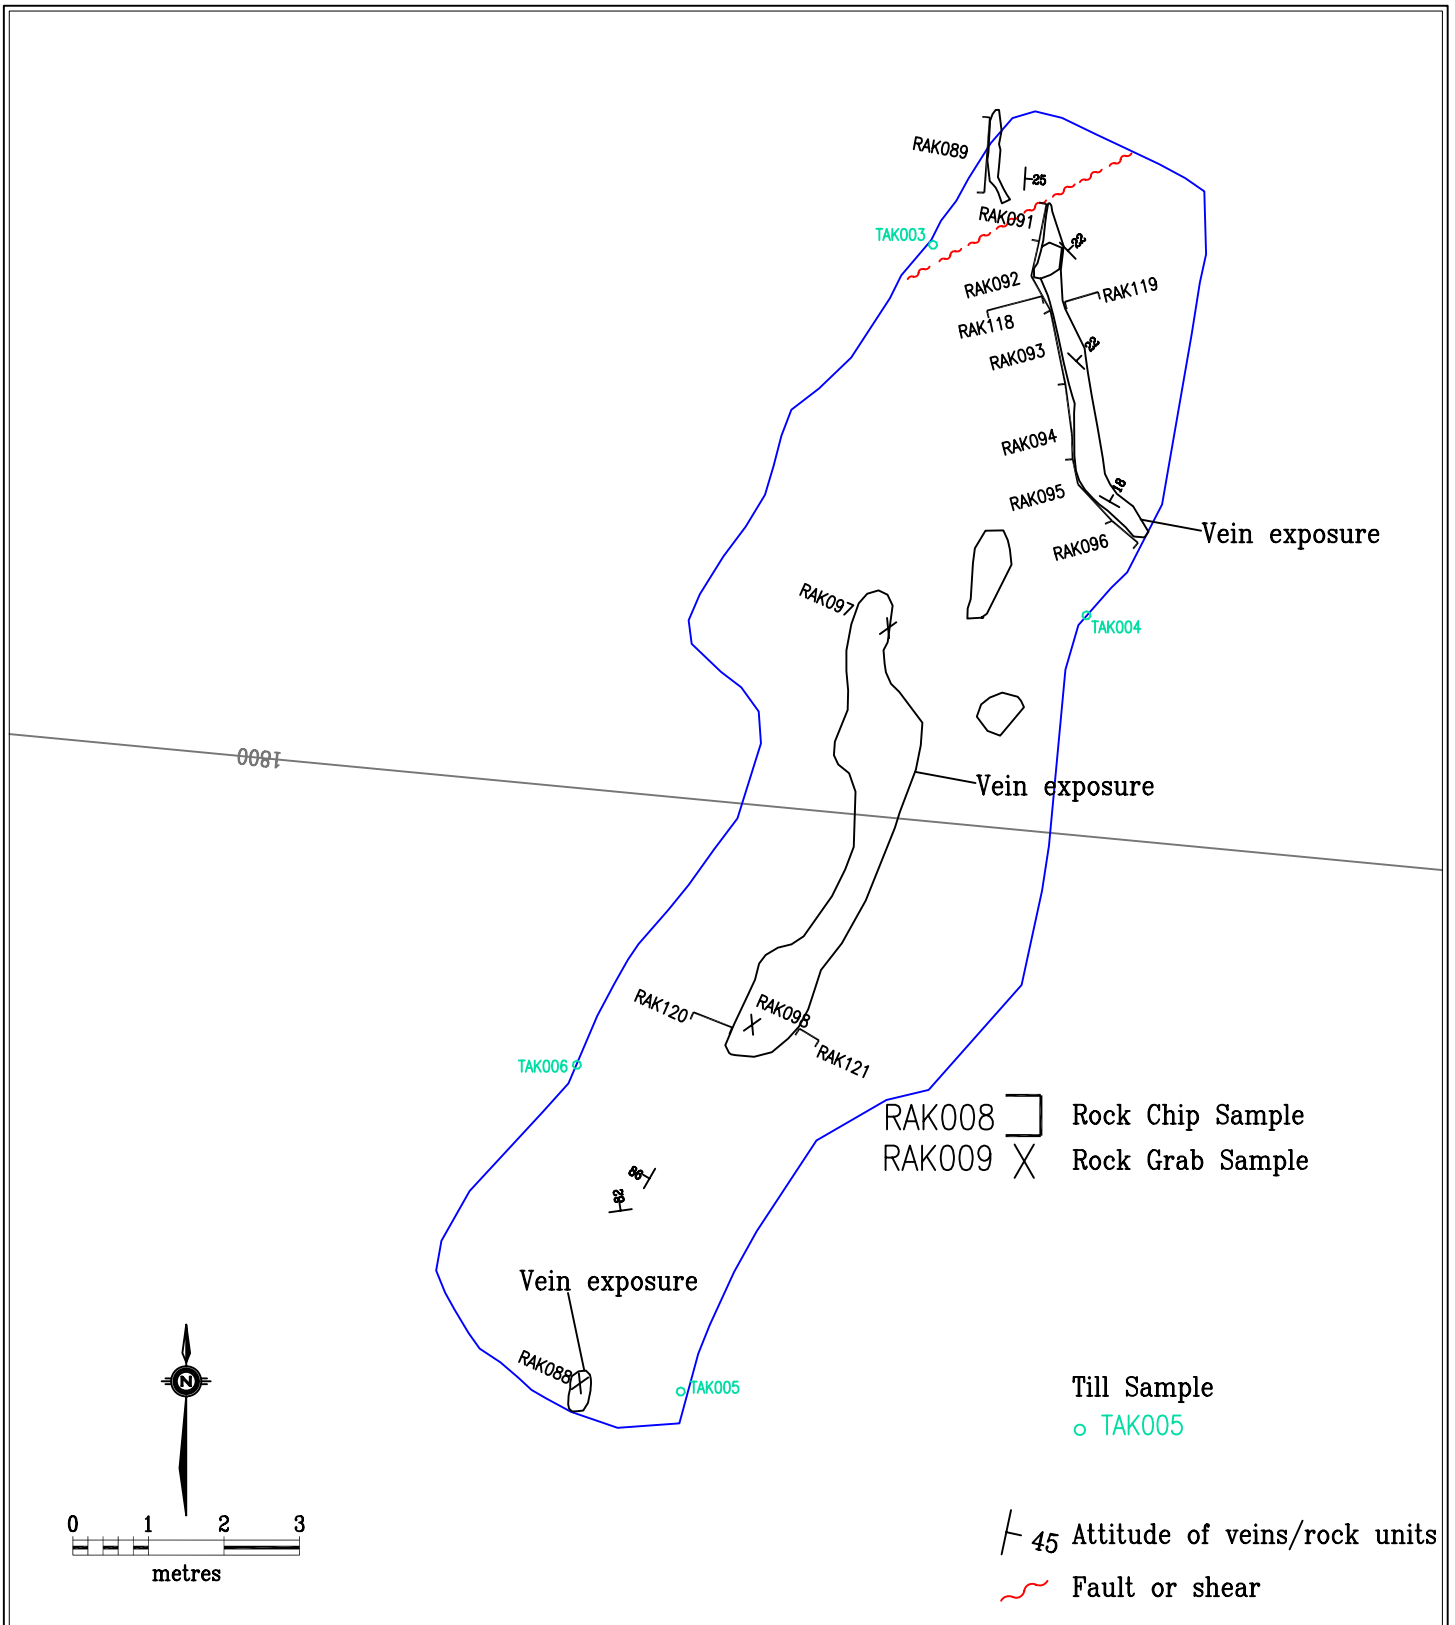 RAK089
25
RAK091
TAK003
22
RAK092
RAK119
RAK118
22
RAK093
RAK094
18
RAK095
Vein exposure
RAK096
RAK097
TAK004
1800
Vein exposure
RAK120
RAK098
RAK121
TAK006
RAK008 Rock Chip Sample
RAK009 Rock Grab Sample
86
82
Vein exposure
RAK088
TAK005
Till Sample
TAK005
N
0 1 2 3
metres
45 Attitude of veins/rock units
Fault or shear